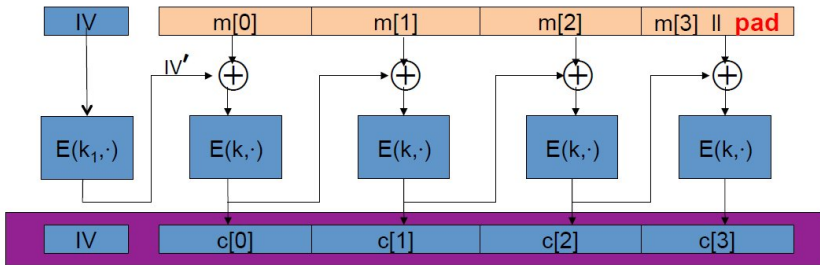 IV m[0] m[1] m[2] m[3] ll pad
IV′
E(k₁,·) E(k,·) E(k,·) E(k,·) E(k,·)
IV c[0] c[1] c[2] c[3]